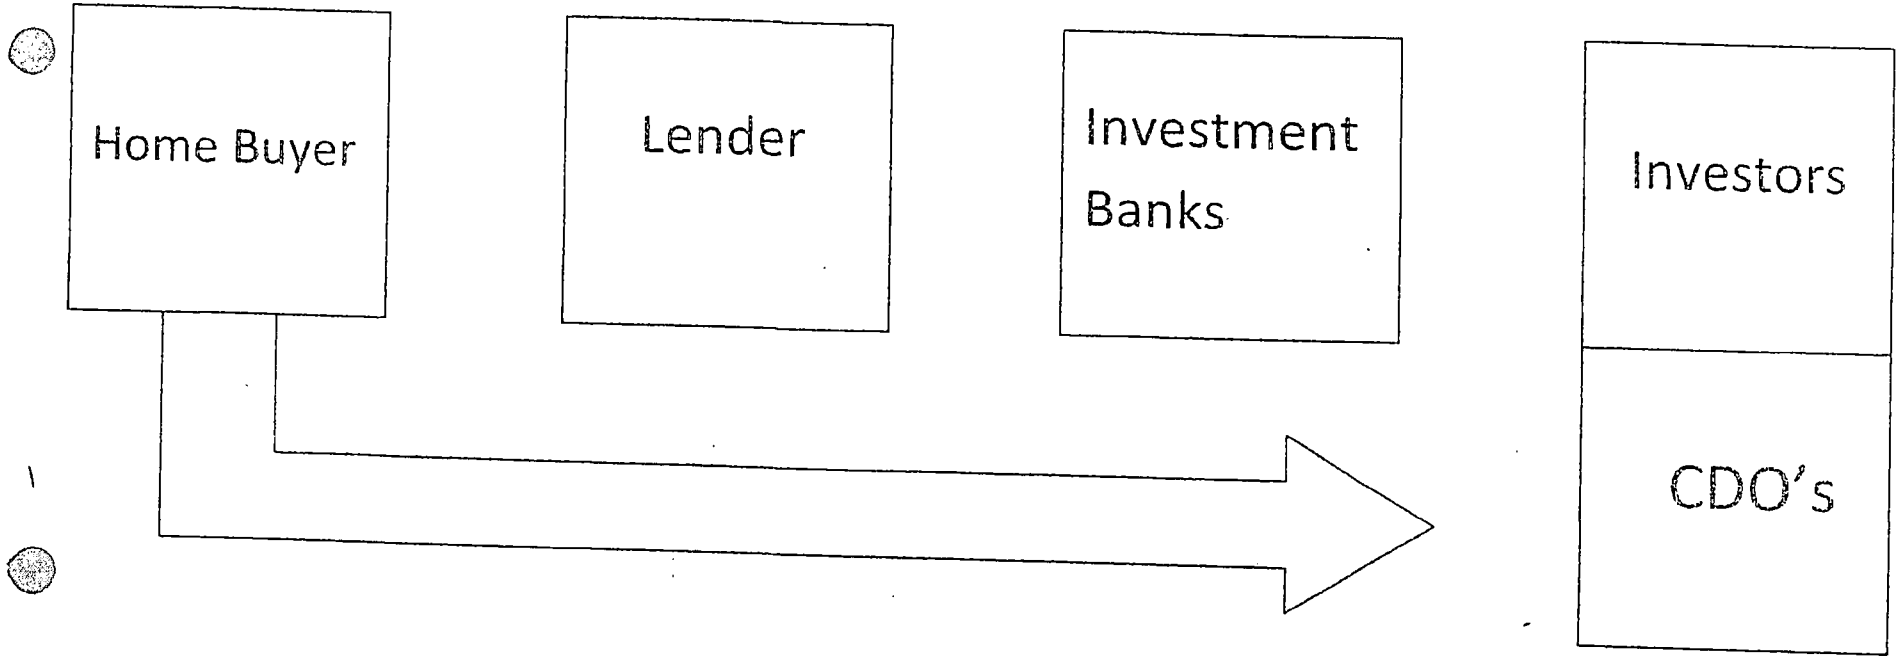 Home Buyer
Lender
Investment
Banks
Investors
CDO's